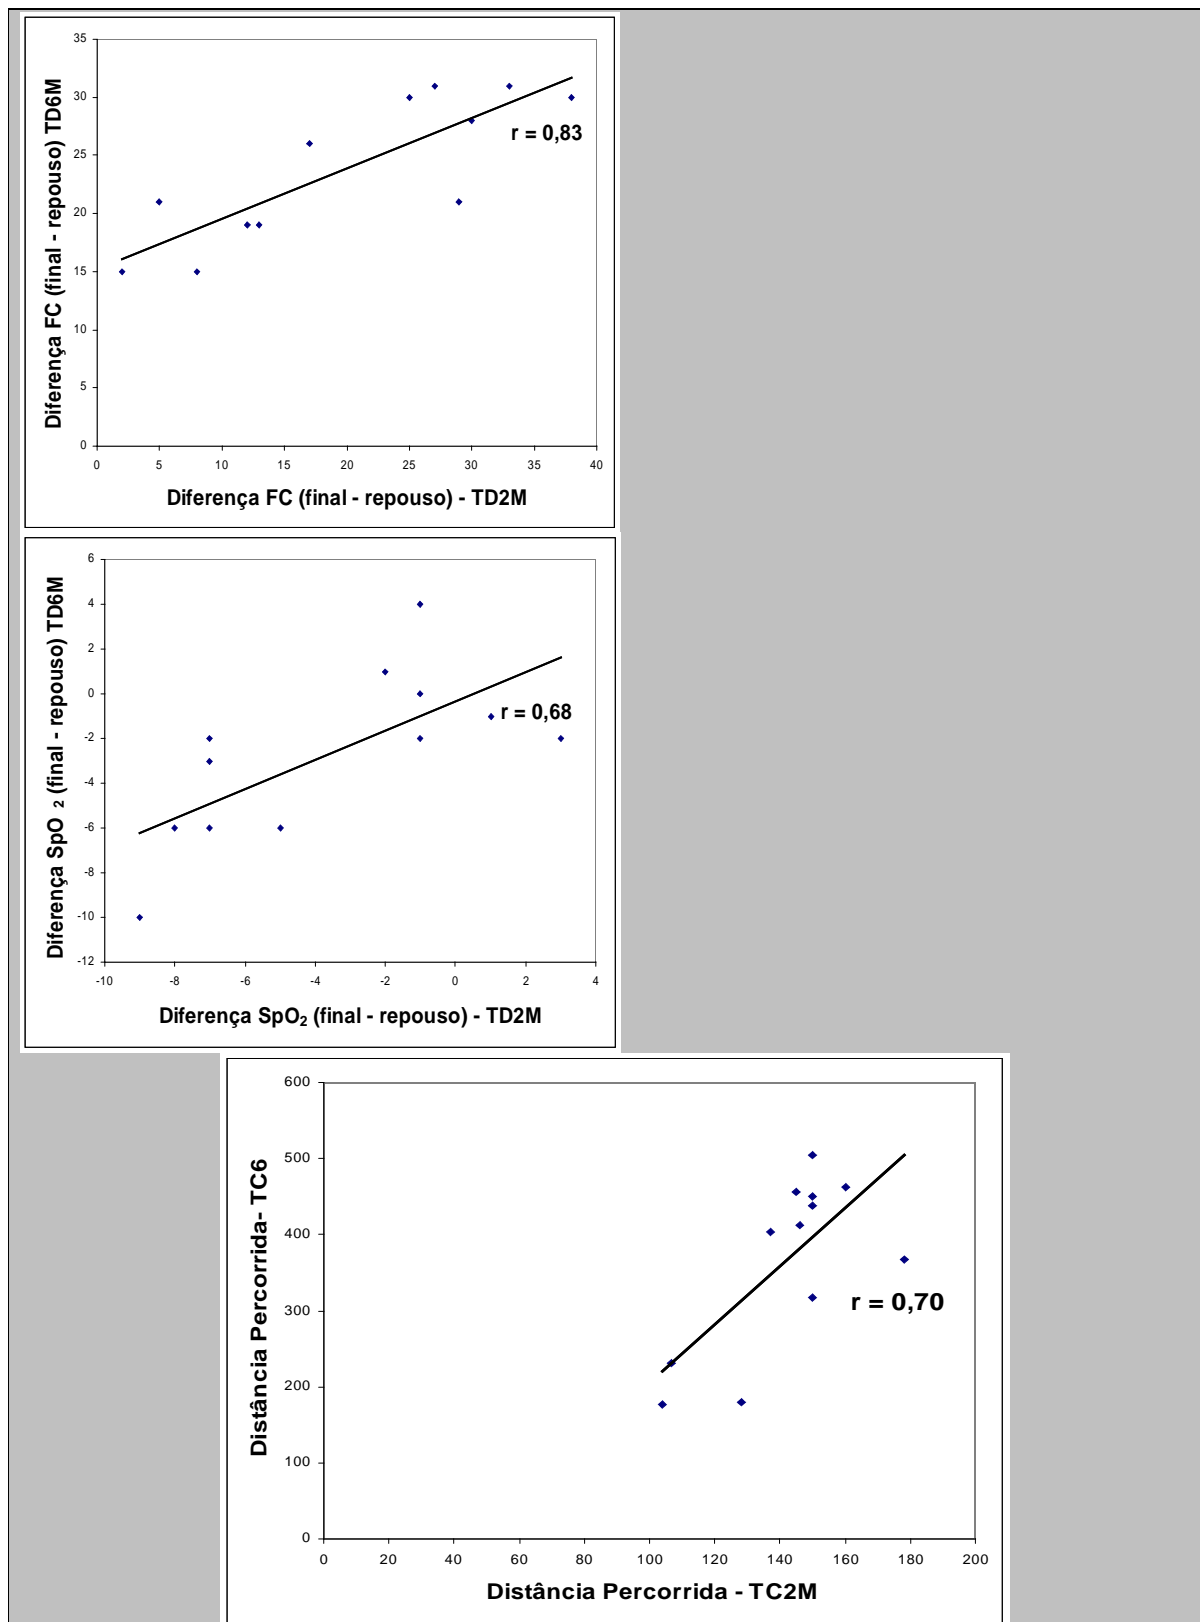 35
30
25
20
15
10
5
0
Diferença FC (final - repouso) TD6M
r = 0,83
0 5 10 15 20 25 30 35 40
Diferença FC (final - repouso) - TD2M
6
4
2
0
-2
-4
-6
-8
-10
-12
Diferença SpO 2 (final - repouso) TD6M
r = 0,68
-10 -8 -6 -4 -2 0 2 4
Diferença SpO₂ (final - repouso) - TD2M
600
500
400
300
200
100
0
Distância Percorrida- TC6
r = 0,70
0 20 40 60 80 100 120 140 160 180 200
Distância Percorrida - TC2M